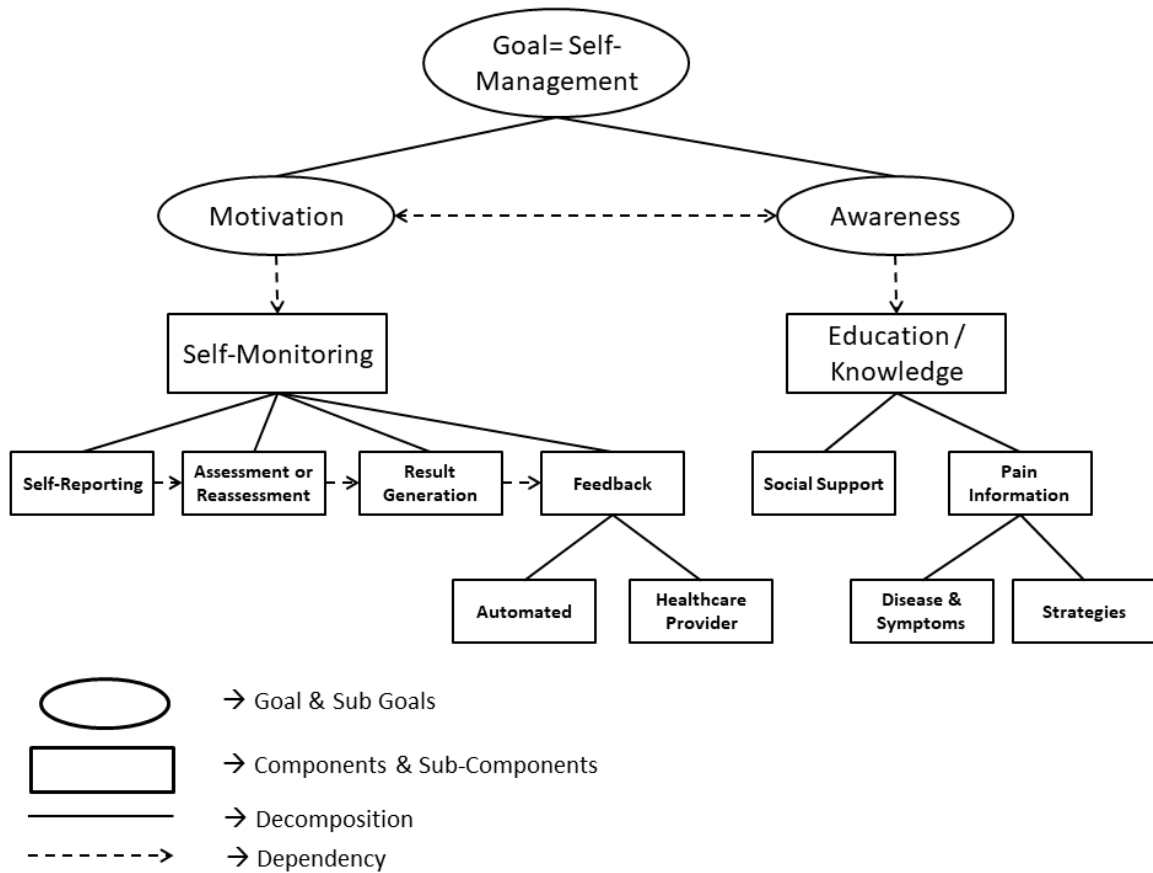 Goal= Self-
Management
Motivation
Awareness
Self-Monitoring
Education /
Knowledge
Self-Reporting
Assessment or
Reassessment
Result
Generation
Feedback
Social Support
Pain
Information
Automated
Healthcare
Provider
Disease &
Symptoms
Strategies
→ Goal & Sub Goals
→ Components & Sub-Components
→ Decomposition
→ Dependency